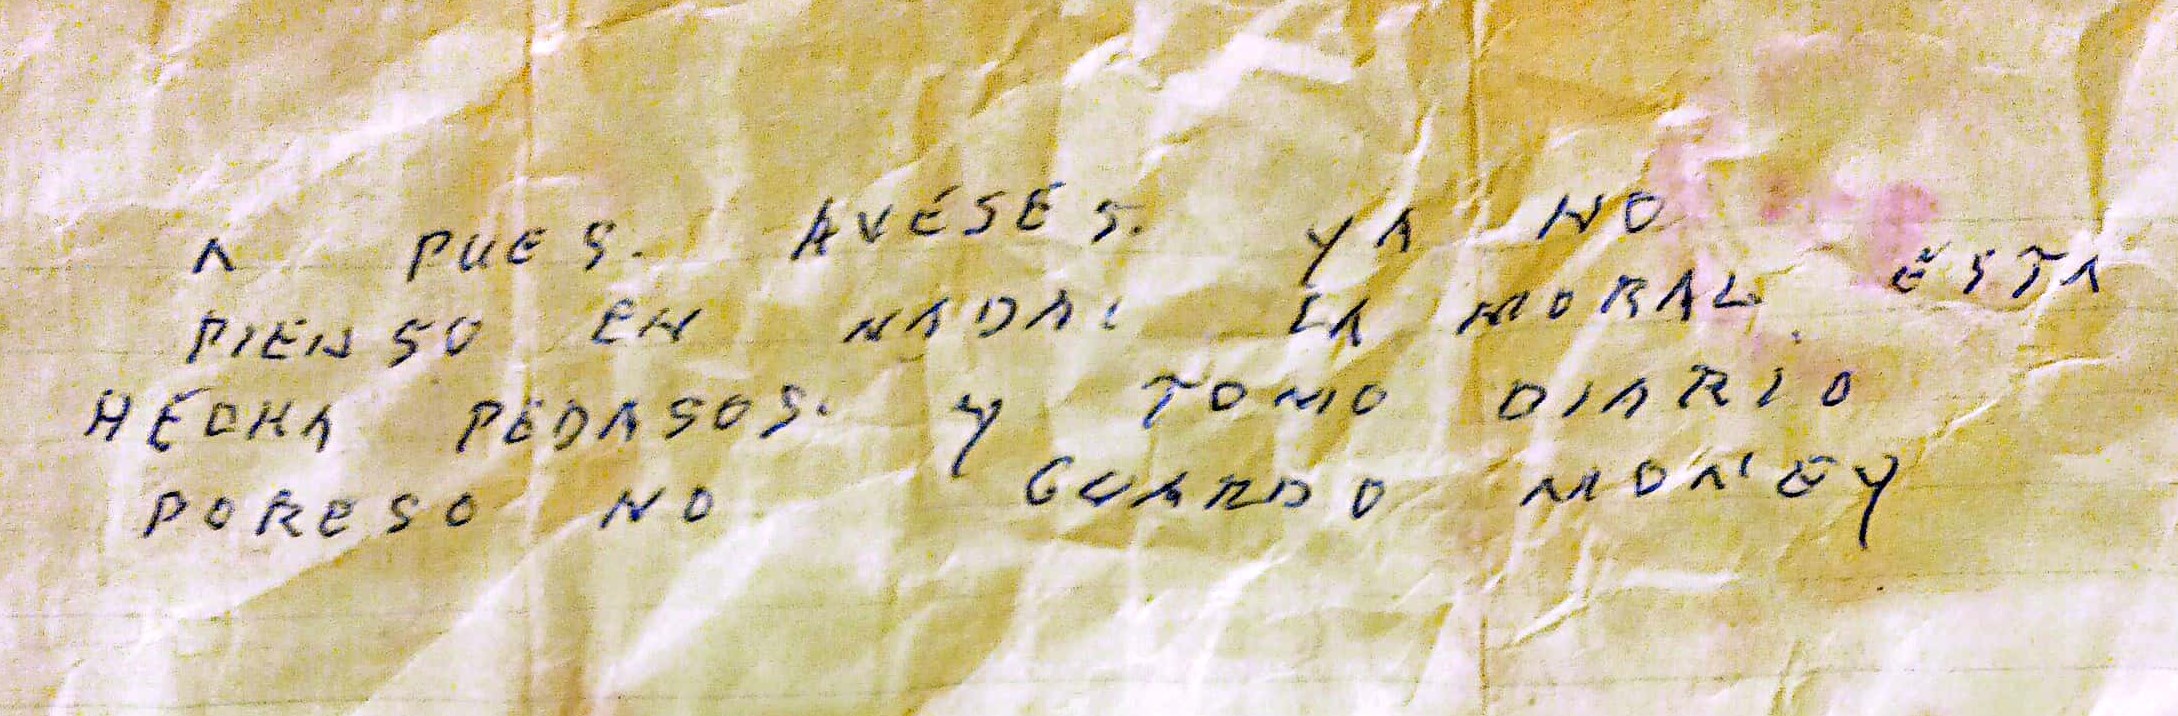 A PUES. AVESES. YA NO
PIENSO EN NADA: LA MORAL. ESTA
HECHA PEDASOS. Y TOMO DIARIO
PORESO NO GUARDO MONEY